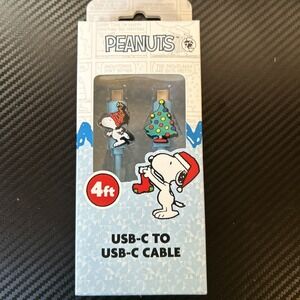 PEANUTS
4ft
USB-C TO
USB-C CABLE